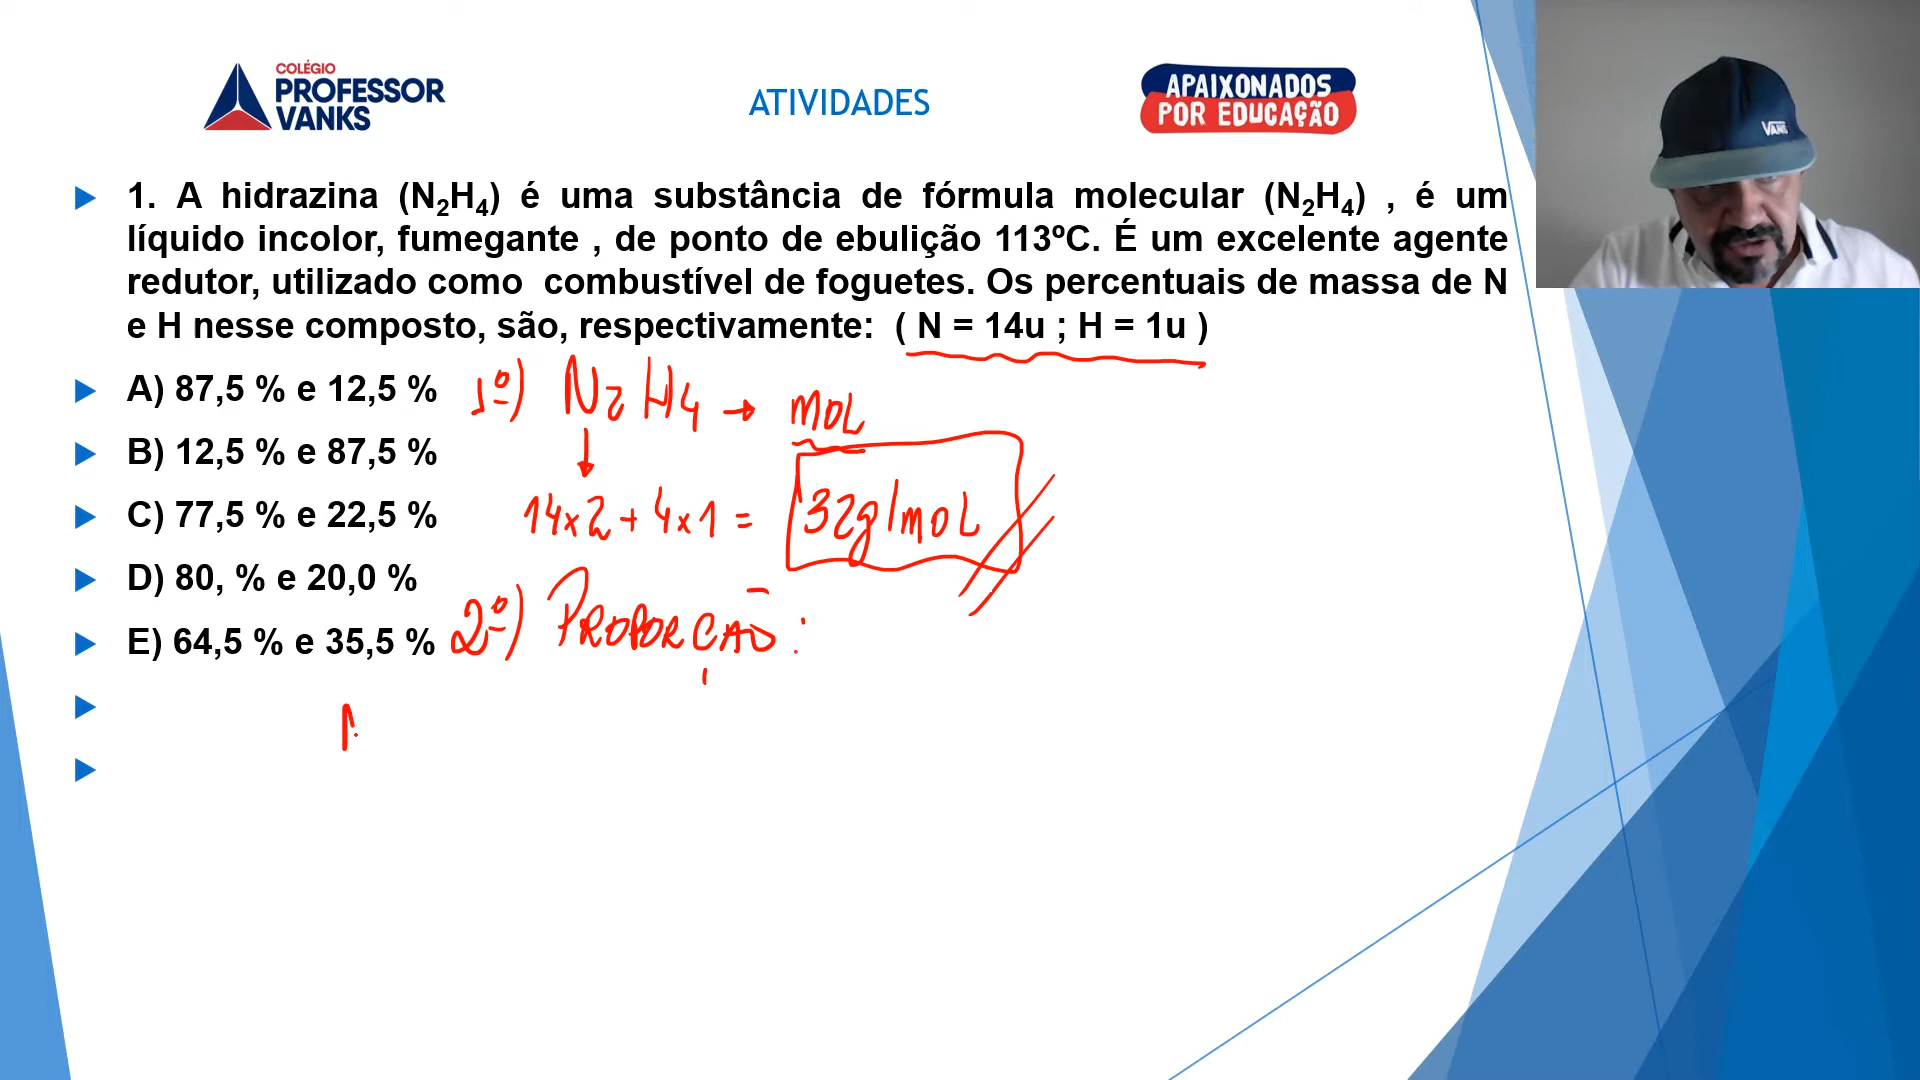 COLÉGIO
PROFESSOR
VANKS
ATIVIDADES
APAIXONADOS
POR EDUCAÇÃO
VANS
1. A hidrazina (N₂H₄) é uma substância de fórmula molecular (N₂H₄) , é um
líquido incolor, fumegante , de ponto de ebulição 113ºC. É um excelente agente
redutor, utilizado como combustível de foguetes. Os percentuais de massa de N
e H nesse composto, são, respectivamente: ( N = 14u ; H = 1u )
A) 87,5 % e 12,5 %
1º) N₂H₄ → MOL
B) 12,5 % e 87,5 %
C) 77,5 % e 22,5 %
14x2 + 4x1 = 32g/MOL
D) 80, % e 20,0 %
E) 64,5 % e 35,5 %
2º) PROPORÇÃO :